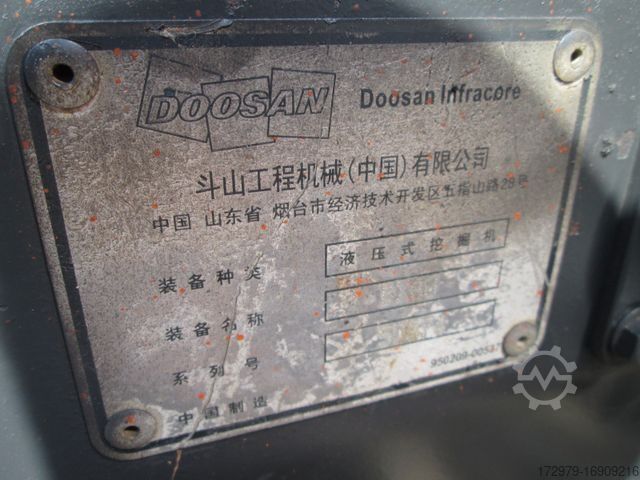 DOOSAN Doosan Infracore
斗山工程机械(中国)有限公司
中国 山东省 烟台市经济技术开发区五指山路28号
装备种类 液压式挖掘机
装备名称
系列号
950209-0053
中国制造
172979-16909216